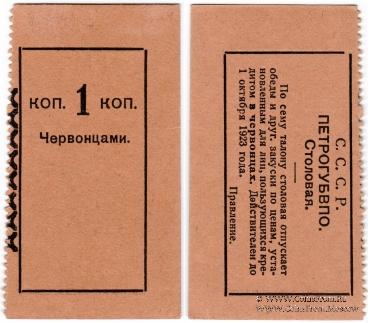 КОП. 1 КОП.
Червонцами.
С. С. С. Р.
ПЕТРОГУБВПО.
Столовая.
По сему талону столовая отпускает
обеды и друг. закуски по ценам, уста-
новленным для лиц, пользующихся кре-
дитом в червонцах. Действителен до
1 октября 1923 года.
Правление.